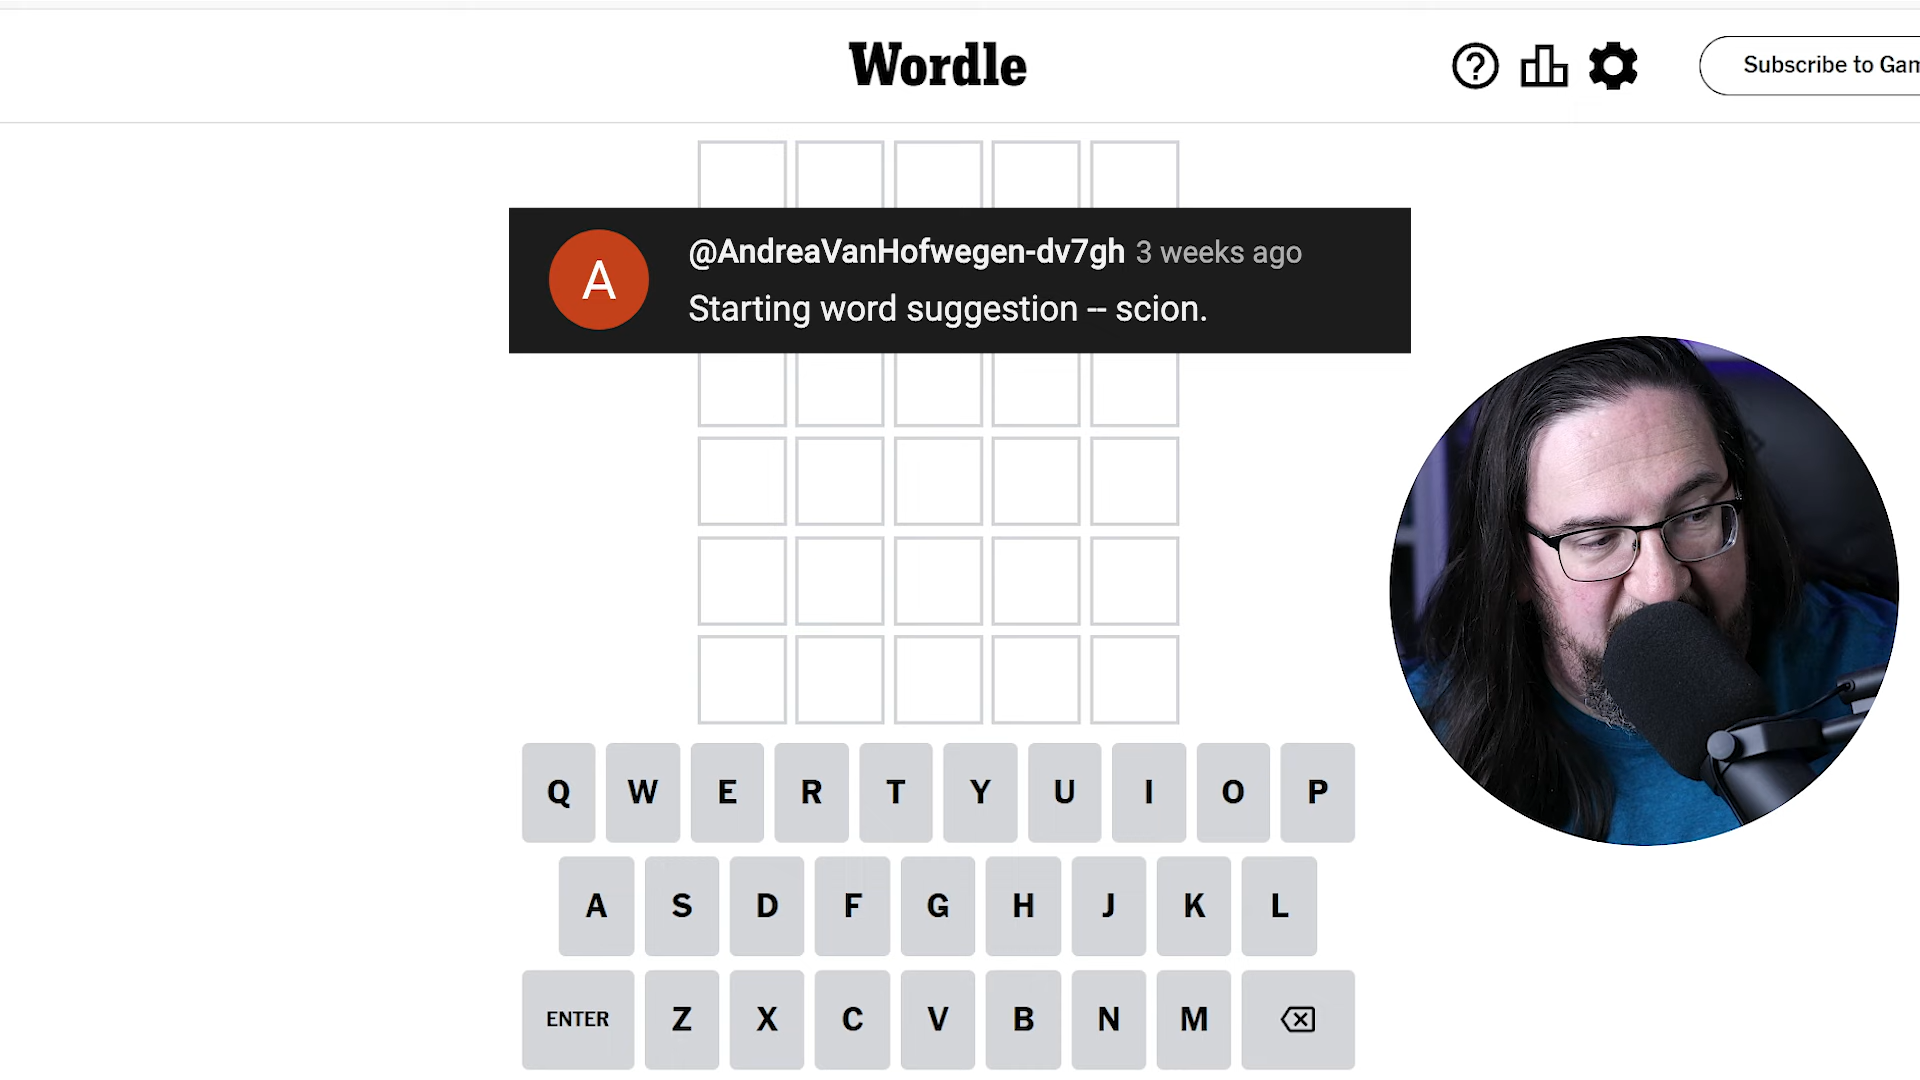 Wordle
Subscribe to Gam
A
@AndreaVanHofwegen-dv7gh 3 weeks ago
Starting word suggestion -- scion.
Q W E R T Y U I O P
A S D F G H J K L
ENTER Z X C V B N M